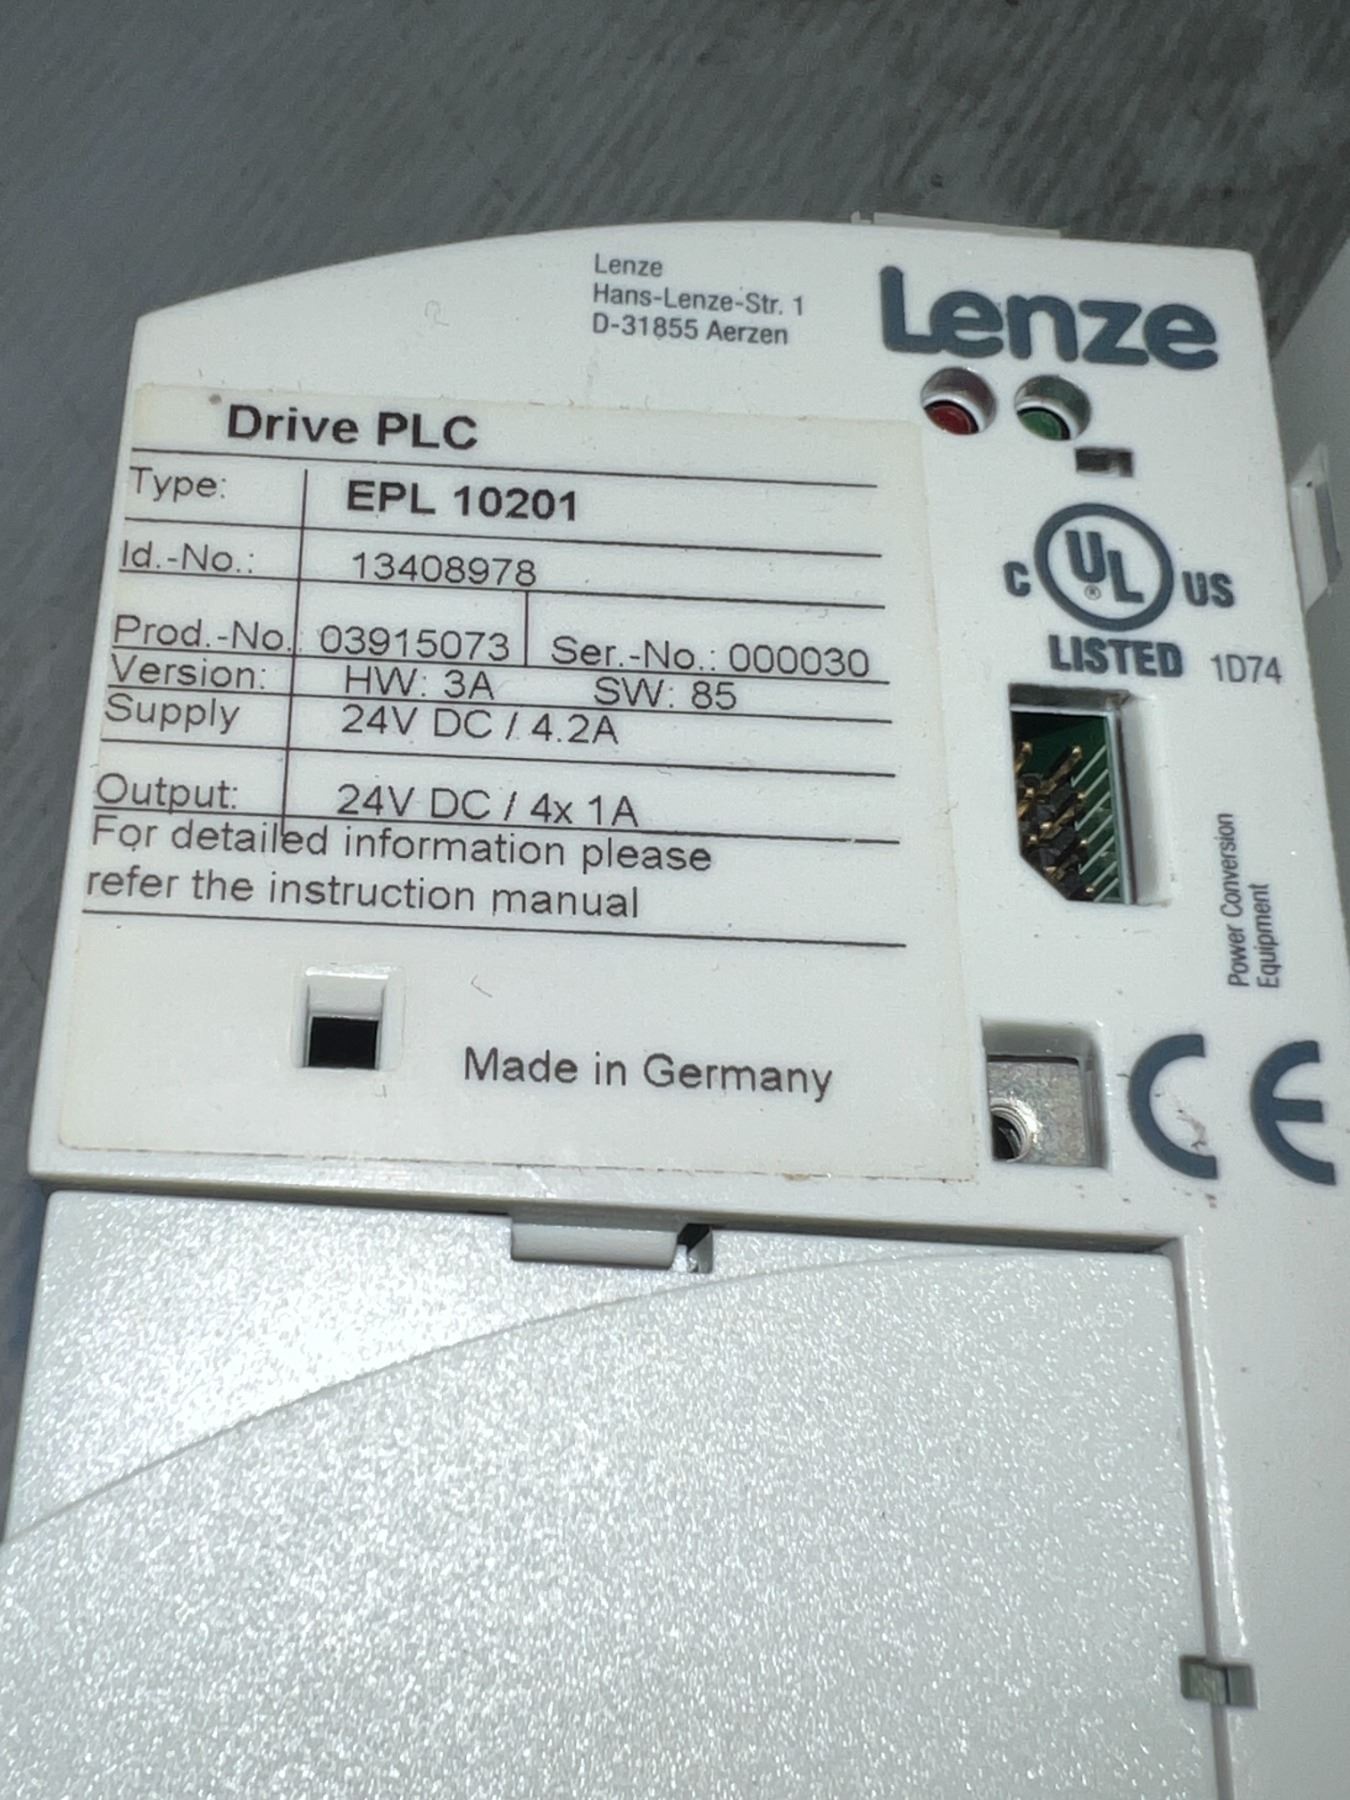 Lenze
Hans-Lenze-Str. 1
D-31855 Aerzen
Lenze
Drive PLC
Type: EPL 10201
Id.-No.: 13408978
Prod.-No. 03915073 Ser.-No.: 000030
Version: HW: 3A SW: 85
Supply 24V DC / 4.2A
Output: 24V DC / 4x 1A
For detailed information please
refer the instruction manual
Made in Germany
C UL ® US
LISTED 1D74
Power Conversion
Equipment
CE